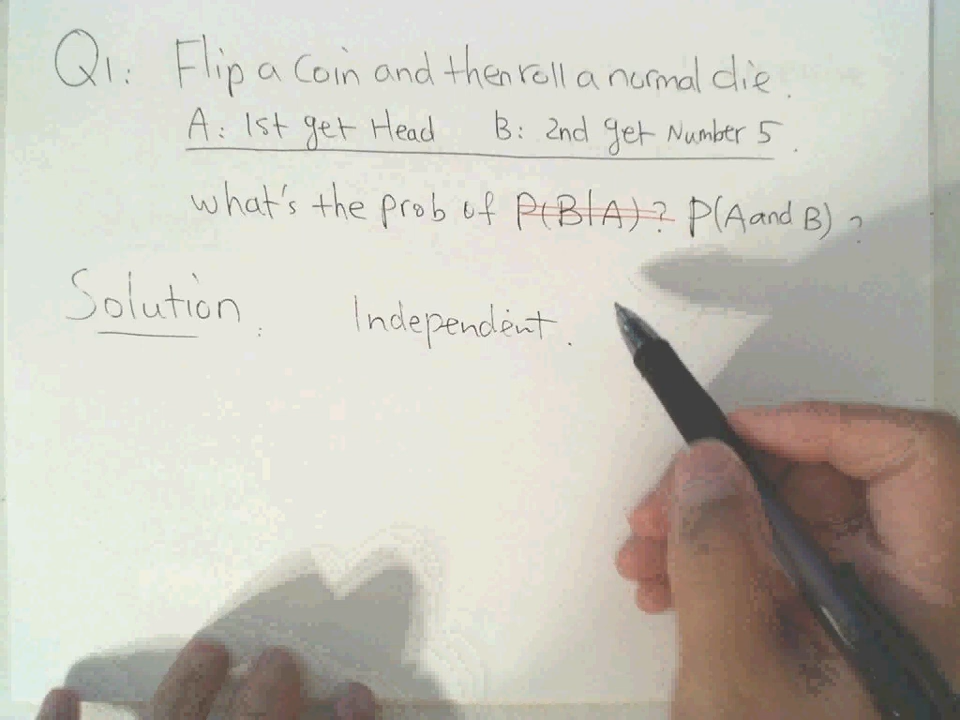 Q1: Flip a Coin and then roll a normal die.
A: 1st get Head B: 2nd get Number 5.
what's the prob of P(B|A)? P(A and B)?
Solution: Independent.